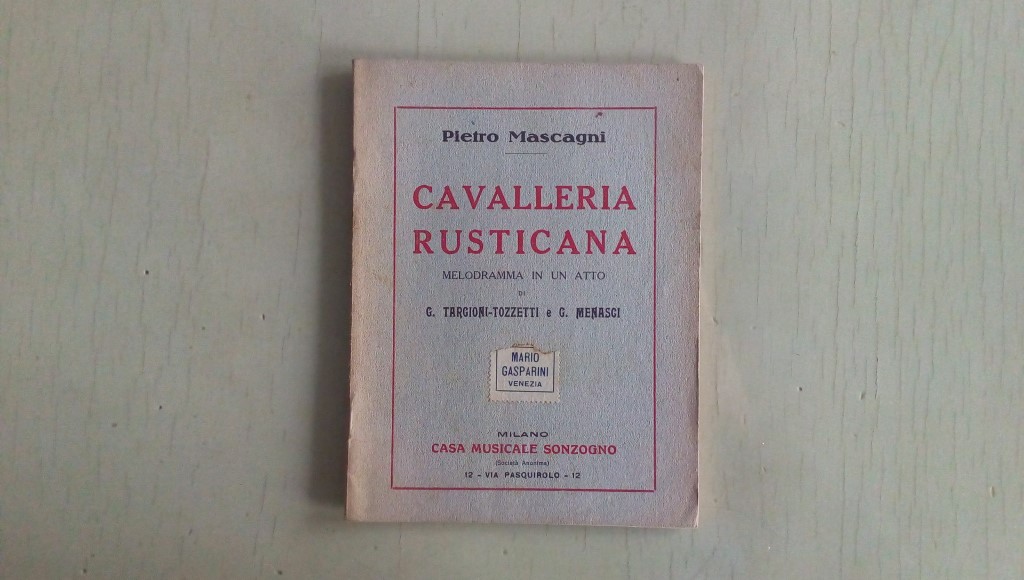 Pietro Mascagni
CAVALLERIA
RUSTICANA
MELODRAMMA IN UN ATTO
DI
G. TARGIONI-TOZZETTI e G. MENASCI
MARIO
GASPARINI
VENEZIA
MILANO
CASA MUSICALE SONZOGNO
(Società Anonima)
12 - VIA PASQUIROLO - 12